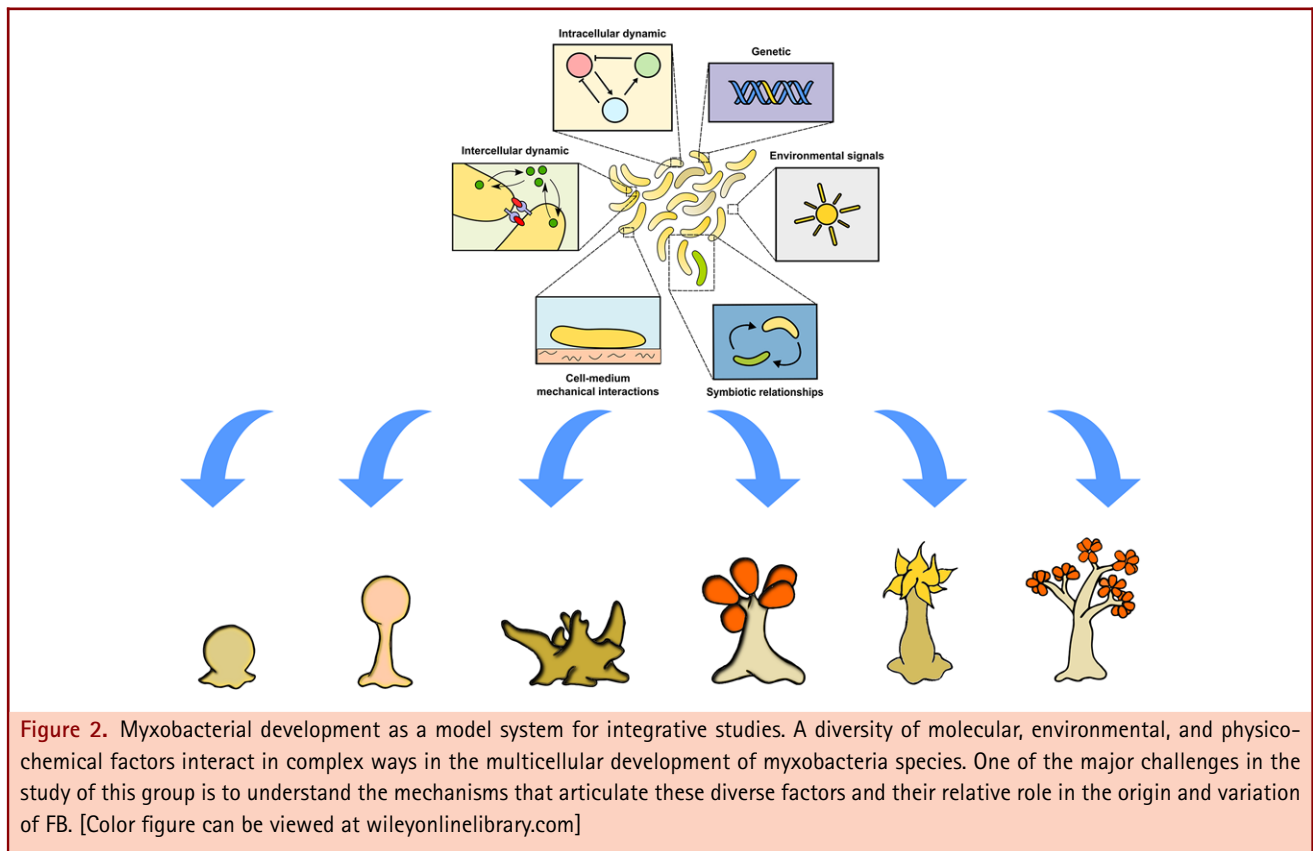 Intracellular dynamic
Genetic
Intercellular dynamic
Environmental signals
Cell-medium
mechanical interactions
Symbiotic relationships
Figure 2. Myxobacterial development as a model system for integrative studies. A diversity of molecular, environmental, and physico-
chemical factors interact in complex ways in the multicellular development of myxobacteria species. One of the major challenges in the
study of this group is to understand the mechanisms that articulate these diverse factors and their relative role in the origin and variation
of FB. [Color figure can be viewed at wileyonlinelibrary.com]